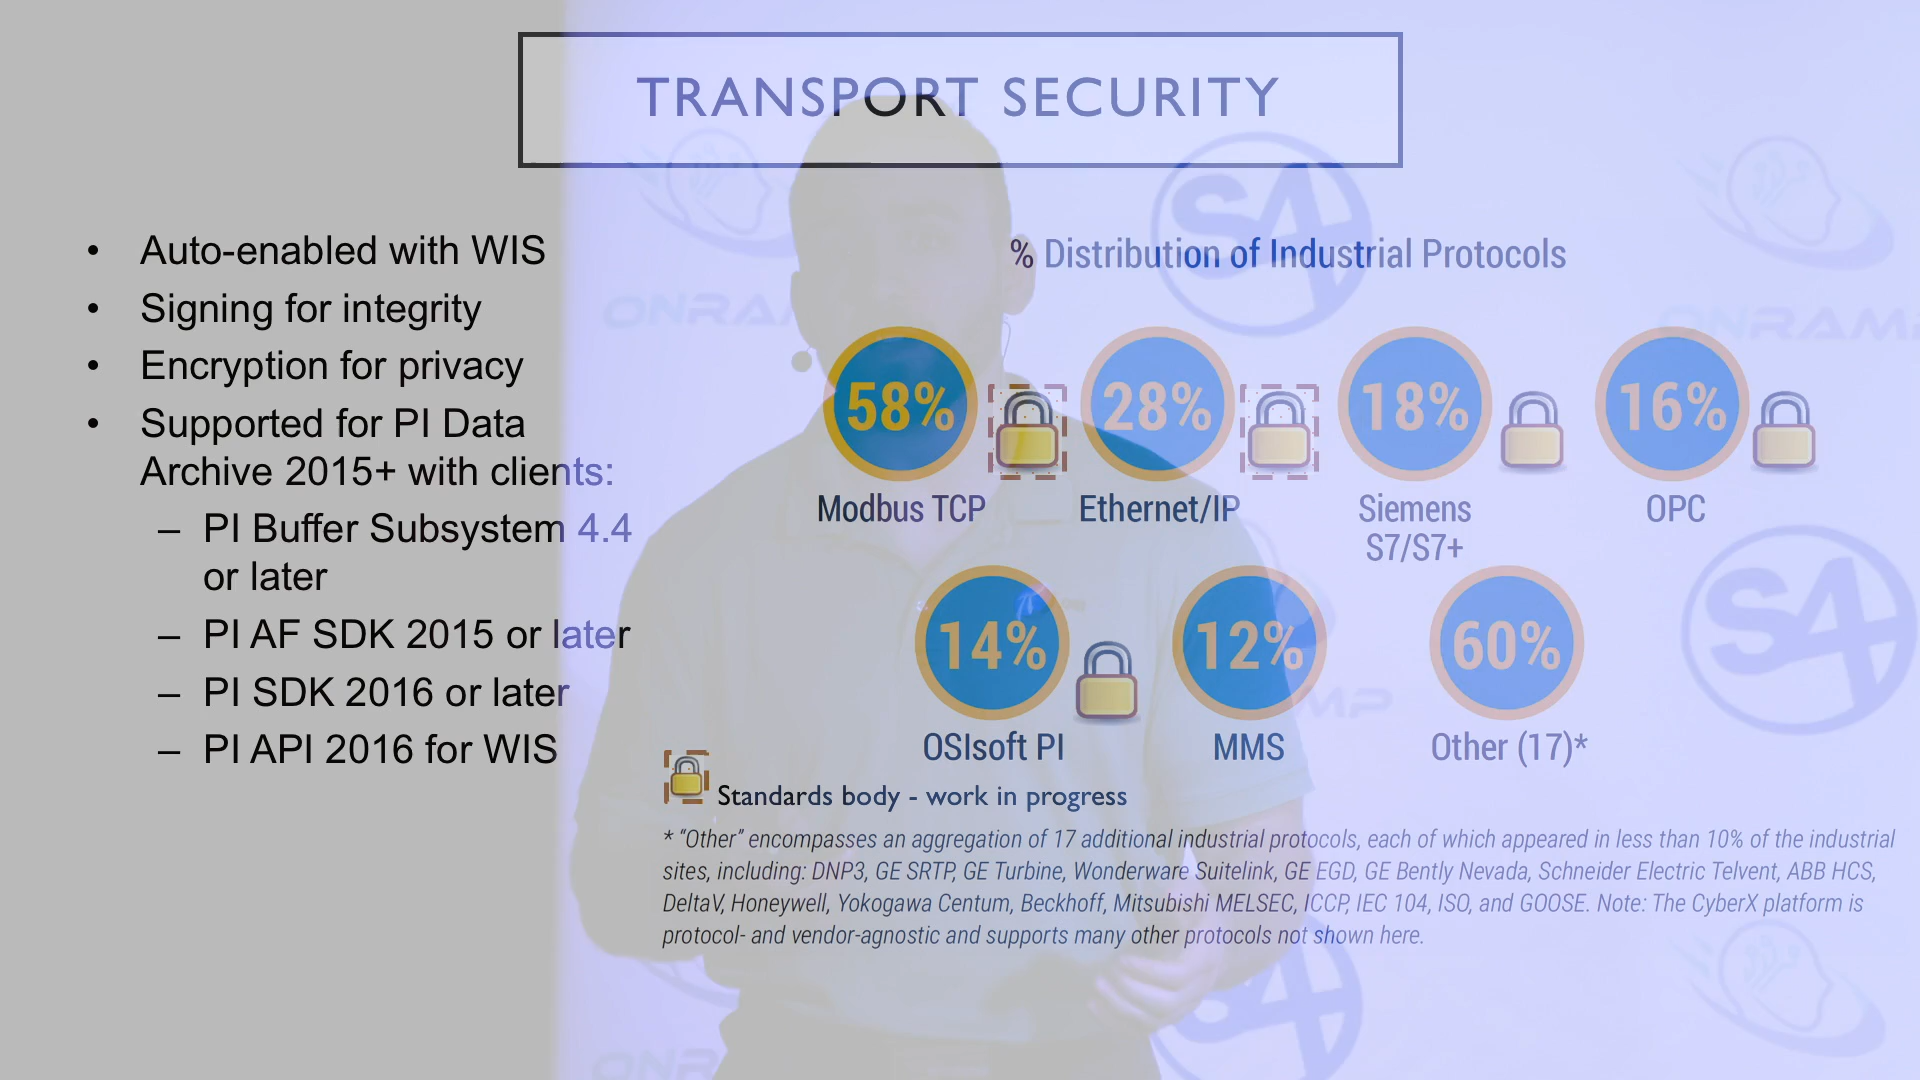 TRANSPORT SECURITY
• Auto-enabled with WIS
• Signing for integrity
• Encryption for privacy
• Supported for PI Data
Archive 2015+ with clients:
– PI Buffer Subsystem 4.4
or later
– PI AF SDK 2015 or later
– PI SDK 2016 or later
– PI API 2016 for WIS
% Distribution of Industrial Protocols
58%
28%
18%
16%
Modbus TCP
Ethernet/IP
Siemens
S7/S7+
OPC
14%
12%
60%
OSIsoft PI
MMS
Other (17)*
Standards body - work in progress
* “Other” encompasses an aggregation of 17 additional industrial protocols, each of which appeared in less than 10% of the industrial
sites, including: DNP3, GE SRTP, GE Turbine, Wonderware Suitelink, GE EGD, GE Bently Nevada, Schneider Electric Telvent, ABB HCS,
DeltaV, Honeywell, Yokogawa Centum, Beckhoff, Mitsubishi MELSEC, ICCP, IEC 104, ISO, and GOOSE. Note: The CyberX platform is
protocol- and vendor-agnostic and supports many other protocols not shown here.
S4
ONRAMP
S4
S4